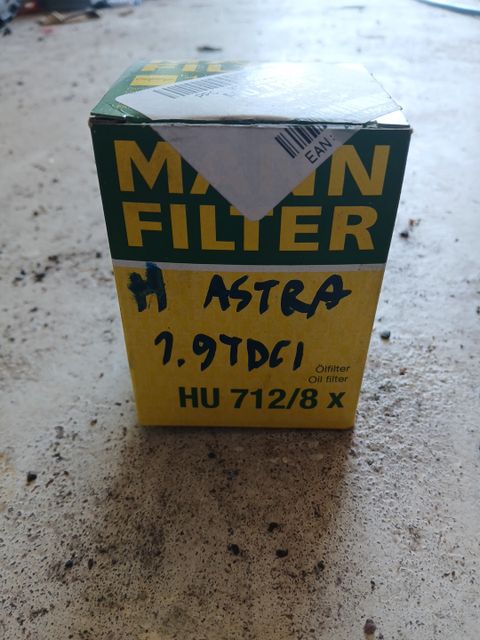 EAN:
MANN
FILTER
H ASTRA
1.9TDCI
Ölfilter
Oil filter
HU 712/8 x